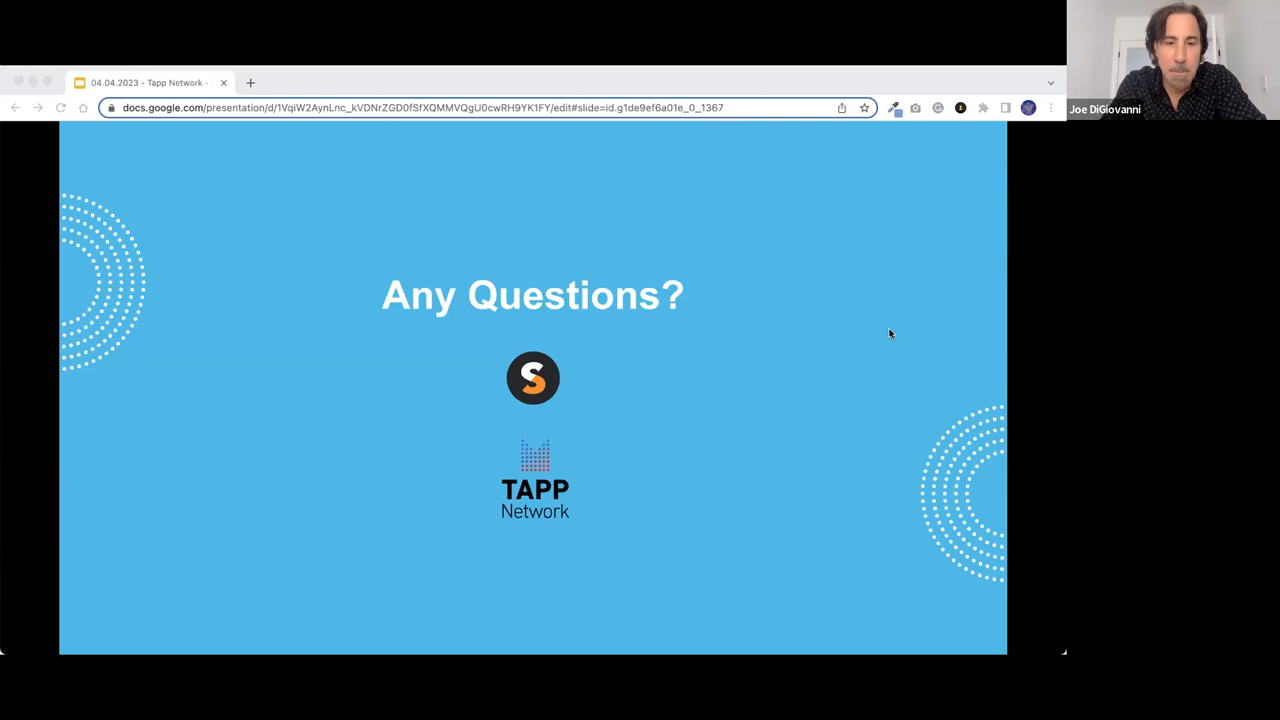 04.04.2023 - Tapp Network -
docs.google.com/presentation/d/1VqiW2AynLnc_kVDNrZGD0fSfXQMMVQgU0cwRH9YK1FY/edit#slide=id.g1de9ef6a01e_0_1367
Joe DiGiovanni
Any Questions?
S
TAPP
Network